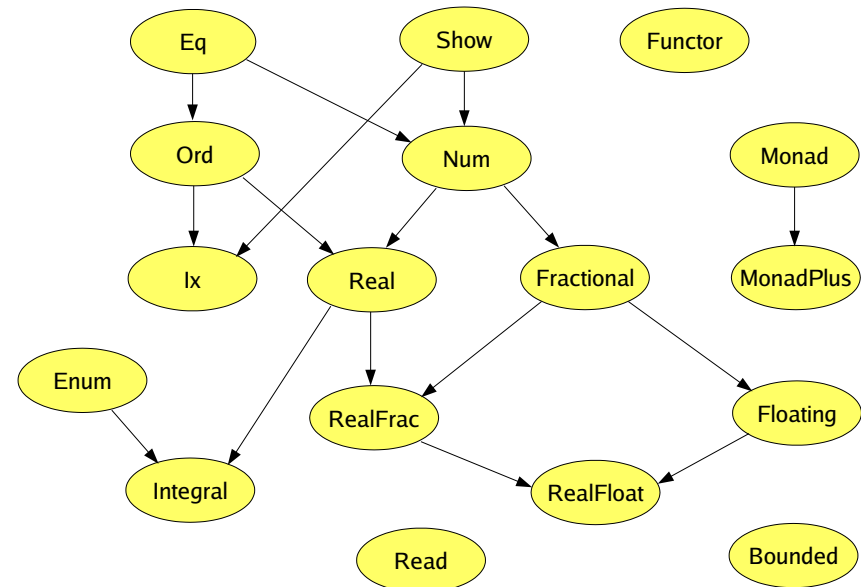 Eq
Show
Functor
Ord
Num
Monad
Ix
Real
Fractional
MonadPlus
Enum
RealFrac
Floating
Integral
RealFloat
Read
Bounded